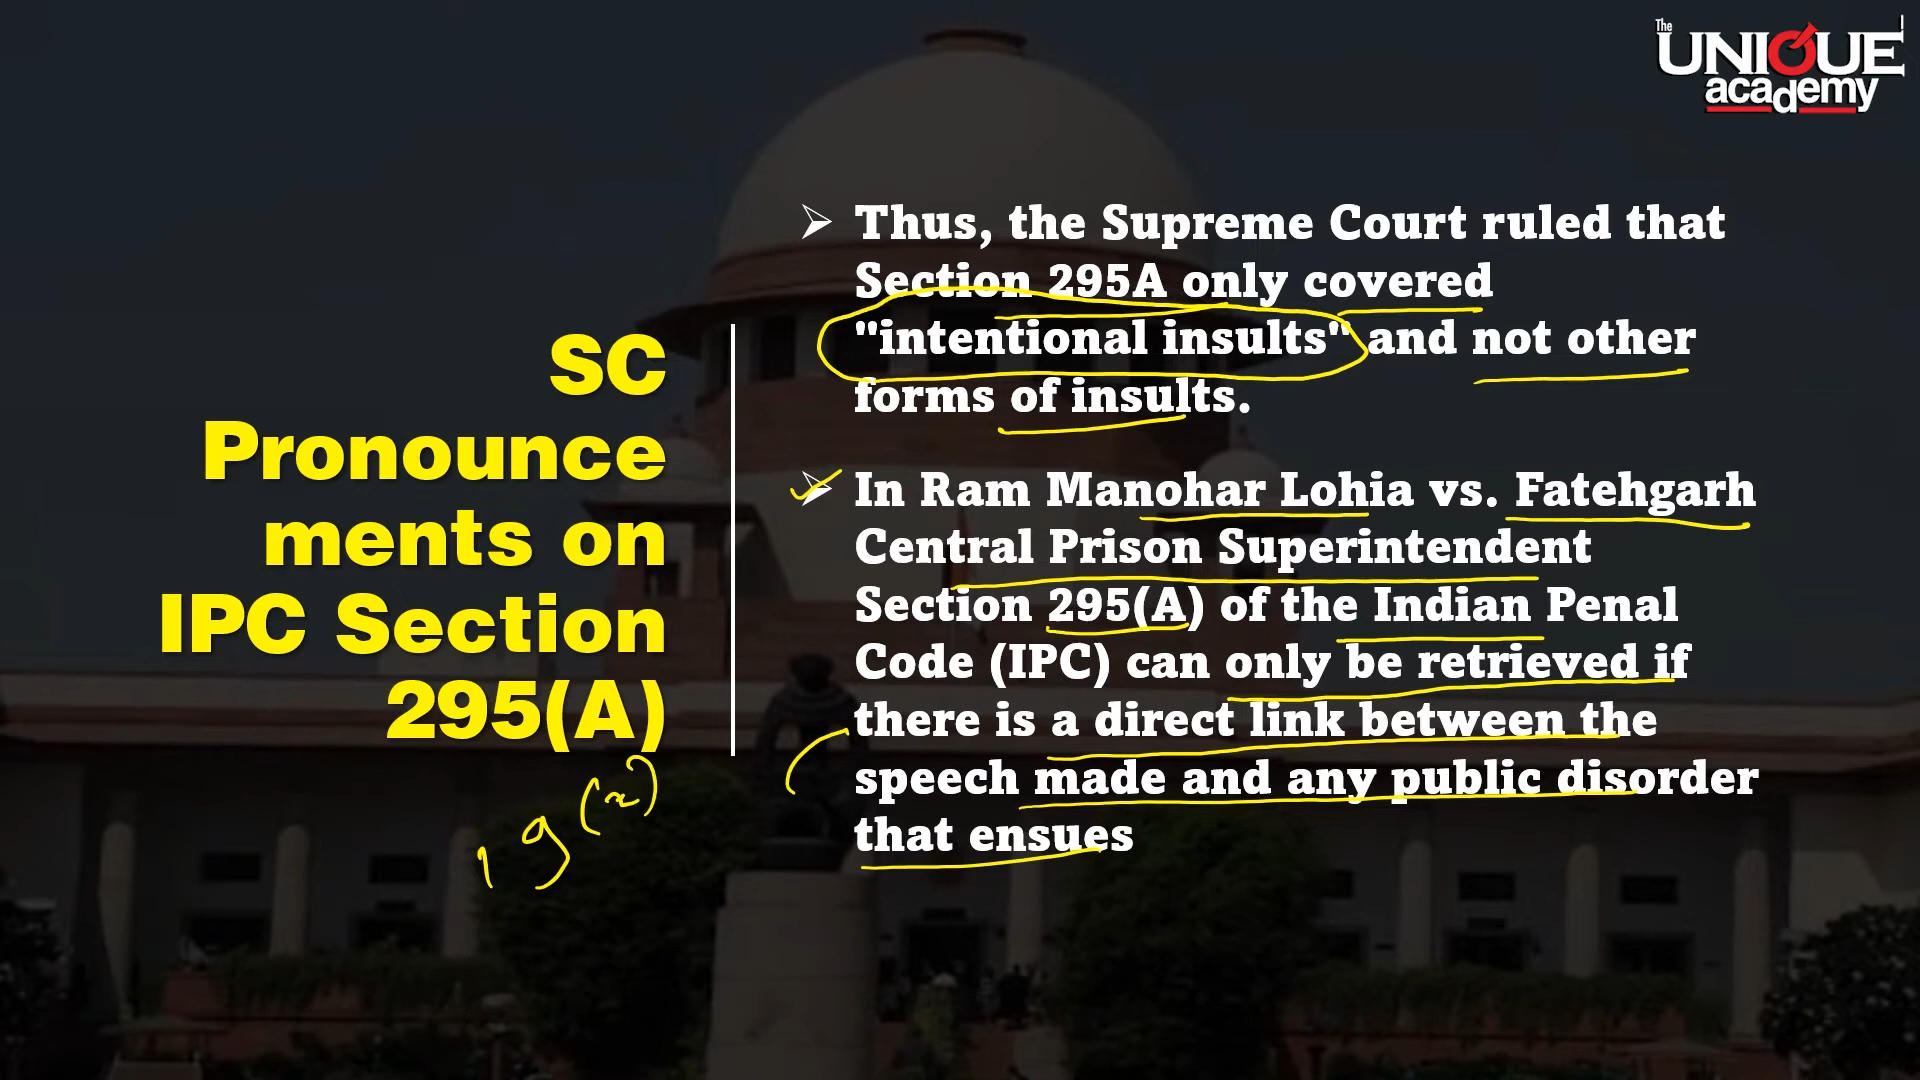 The
UNIQUE
academy
SC
Pronounce
ments on
IPC Section
295(A)
19(2)
Thus, the Supreme Court ruled that
Section 295A only covered
"intentional insults" and not other
forms of insults.
In Ram Manohar Lohia vs. Fatehgarh
Central Prison Superintendent
Section 295(A) of the Indian Penal
Code (IPC) can only be retrieved if
there is a direct link between the
speech made and any public disorder
that ensues